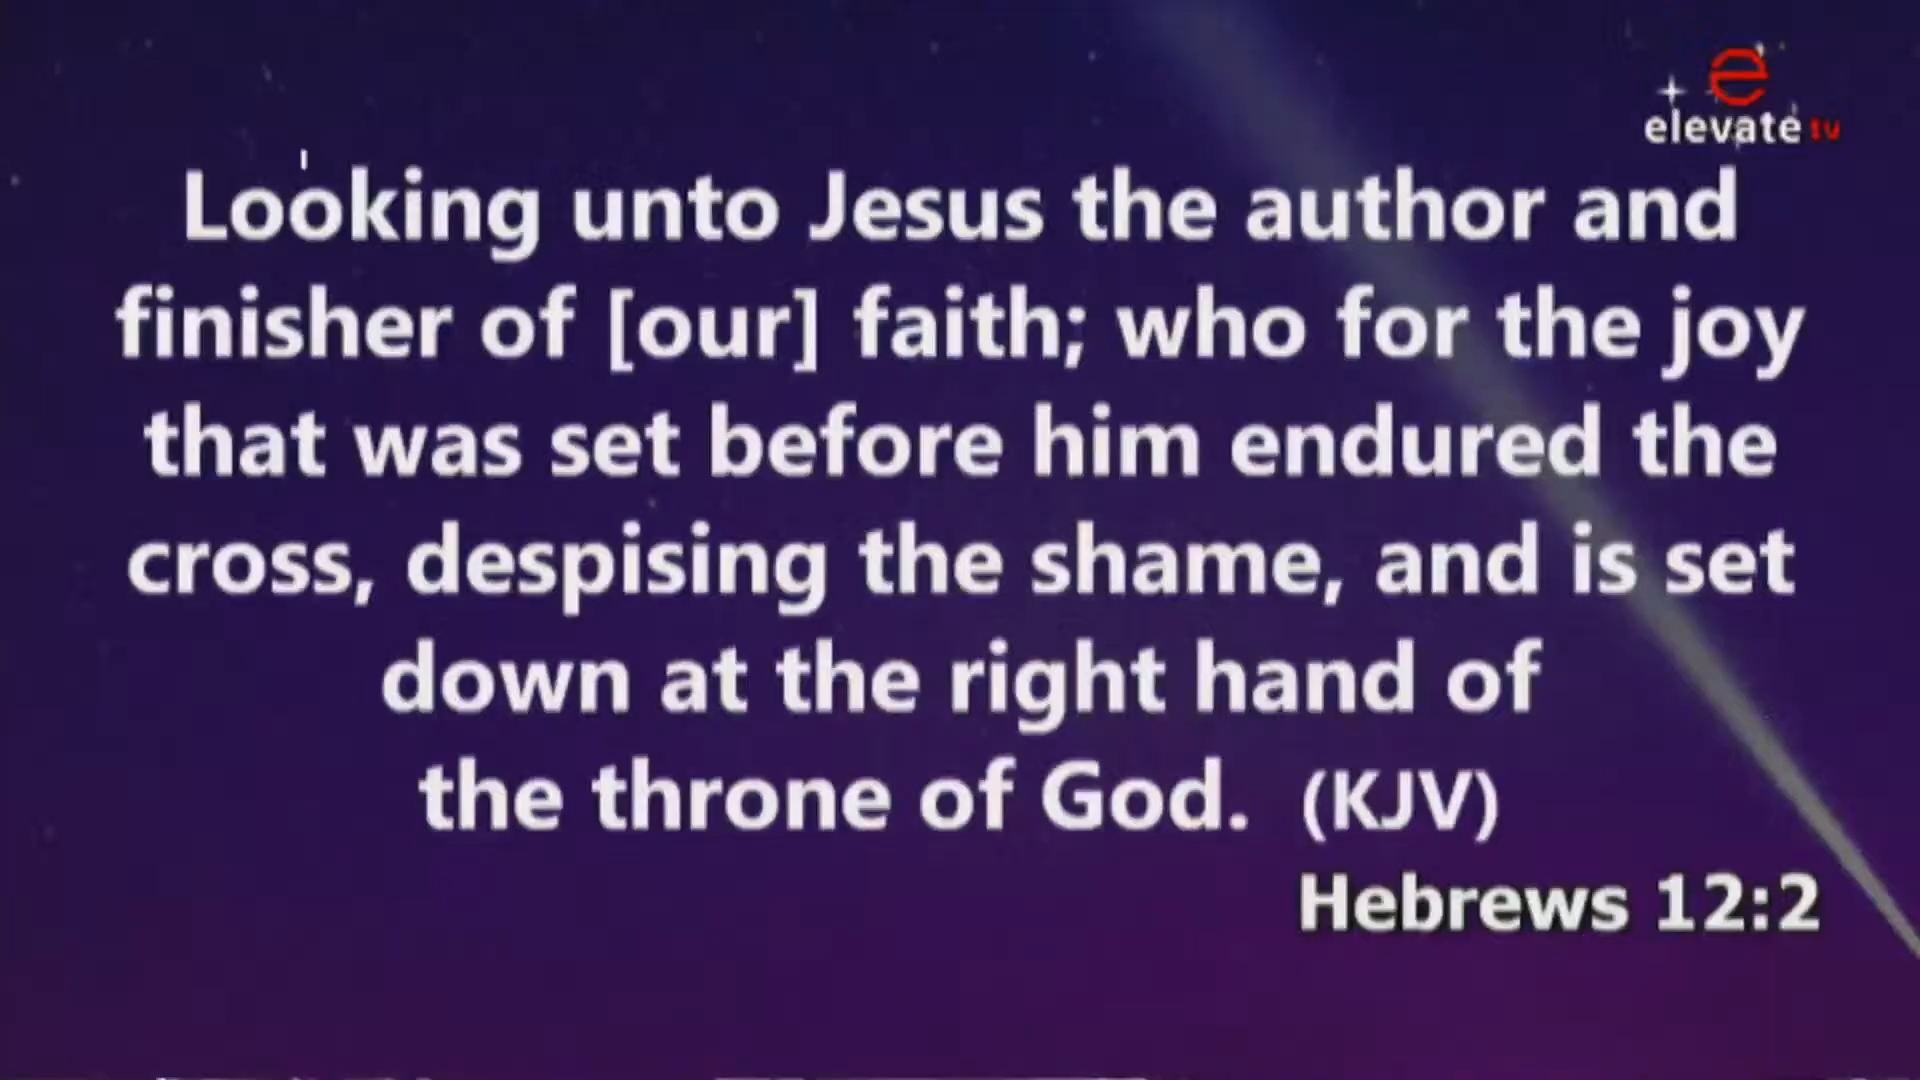 e
elevate tv
Looking unto Jesus the author and
finisher of [our] faith; who for the joy
that was set before him endured the
cross, despising the shame, and is set
down at the right hand of
the throne of God. (KJV)
Hebrews 12:2